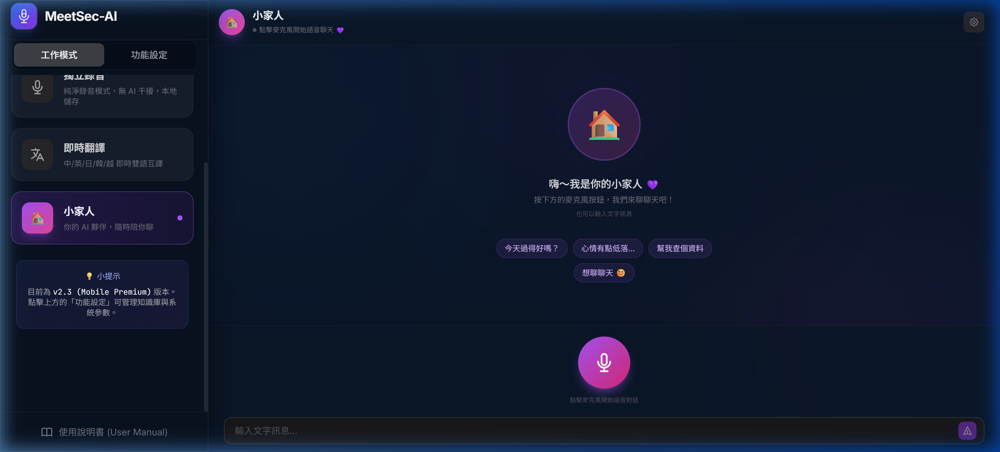 MeetSec-AI
工作模式
功能設定
獨立錄音
純淨錄音模式，無 AI 干擾，本地
儲存
即時翻譯
中/英/日/韓/越 即時雙語互譯
小家人
你的 AI 夥伴，隨時陪你聊
💡 小提示
目前為 v2.3 (Mobile Premium) 版本。
點擊上方的「功能設定」可管理知識庫與系
統參數。
使用說明書 (User Manual)
小家人
點擊麥克風開始語音聊天 💜
嗨～我是你的小家人 💜
按下方的麥克風按鈕，我們來聊聊天吧！
也可以輸入文字訊息
今天過得好嗎？
心情有點低落...
幫我查個資料
想聊聊天 😊
點擊麥克風開始語音對話
輸入文字訊息...